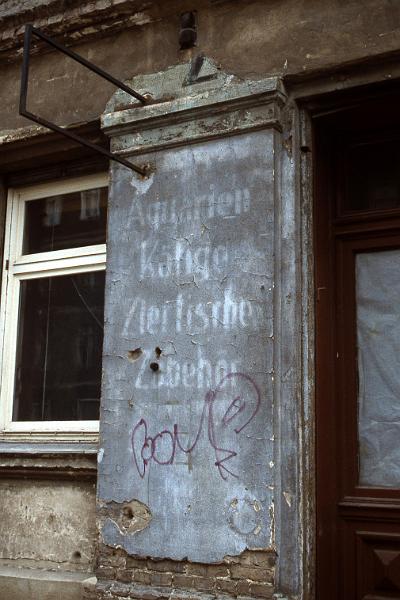 Aquarien
Käfige
Zierfische
Zubehör